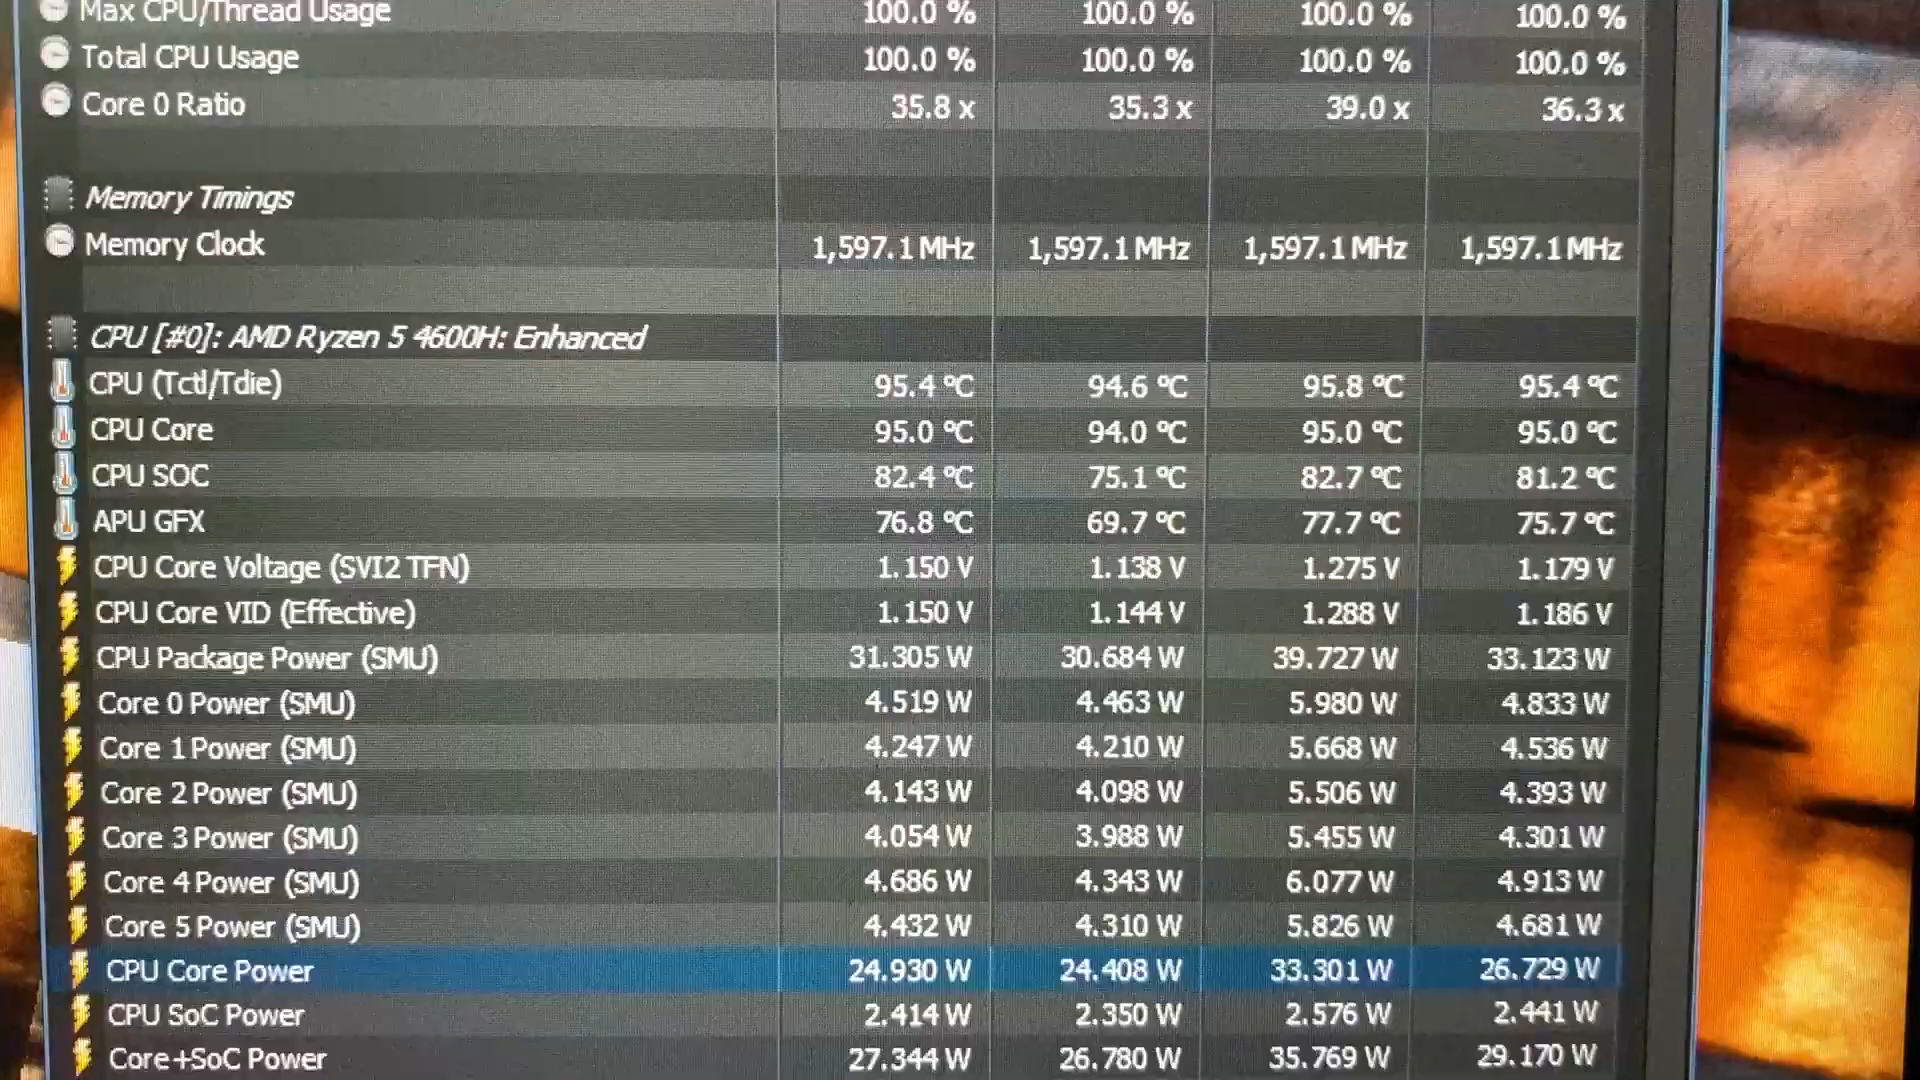 Max CPU/Thread Usage 100.0 % 100.0 % 100.0 % 100.0 %
Total CPU Usage 100.0 % 100.0 % 100.0 % 100.0 %
Core 0 Ratio 35.8 x 35.3 x 39.0 x 36.3 x
Memory Timings
Memory Clock 1,597.1 MHz 1,597.1 MHz 1,597.1 MHz 1,597.1 MHz
CPU [#0]: AMD Ryzen 5 4600H: Enhanced
CPU (Tctl/Tdie) 95.4 °C 94.6 °C 95.8 °C 95.4 °C
CPU Core 95.0 °C 94.0 °C 95.0 °C 95.0 °C
CPU SOC 82.4 °C 75.1 °C 82.7 °C 81.2 °C
APU GFX 76.8 °C 69.7 °C 77.7 °C 75.7 °C
CPU Core Voltage (SVI2 TFN) 1.150 V 1.138 V 1.275 V 1.179 V
CPU Core VID (Effective) 1.150 V 1.144 V 1.288 V 1.186 V
CPU Package Power (SMU) 31.305 W 30.684 W 39.727 W 33.123 W
Core 0 Power (SMU) 4.519 W 4.463 W 5.980 W 4.833 W
Core 1 Power (SMU) 4.247 W 4.210 W 5.668 W 4.536 W
Core 2 Power (SMU) 4.143 W 4.098 W 5.506 W 4.393 W
Core 3 Power (SMU) 4.054 W 3.988 W 5.455 W 4.301 W
Core 4 Power (SMU) 4.686 W 4.343 W 6.077 W 4.913 W
Core 5 Power (SMU) 4.432 W 4.310 W 5.826 W 4.681 W
CPU Core Power 24.930 W 24.408 W 33.301 W 26.729 W
CPU SoC Power 2.414 W 2.350 W 2.576 W 2.441 W
Core+SoC Power 27.344 W 26.780 W 35.769 W 29.170 W